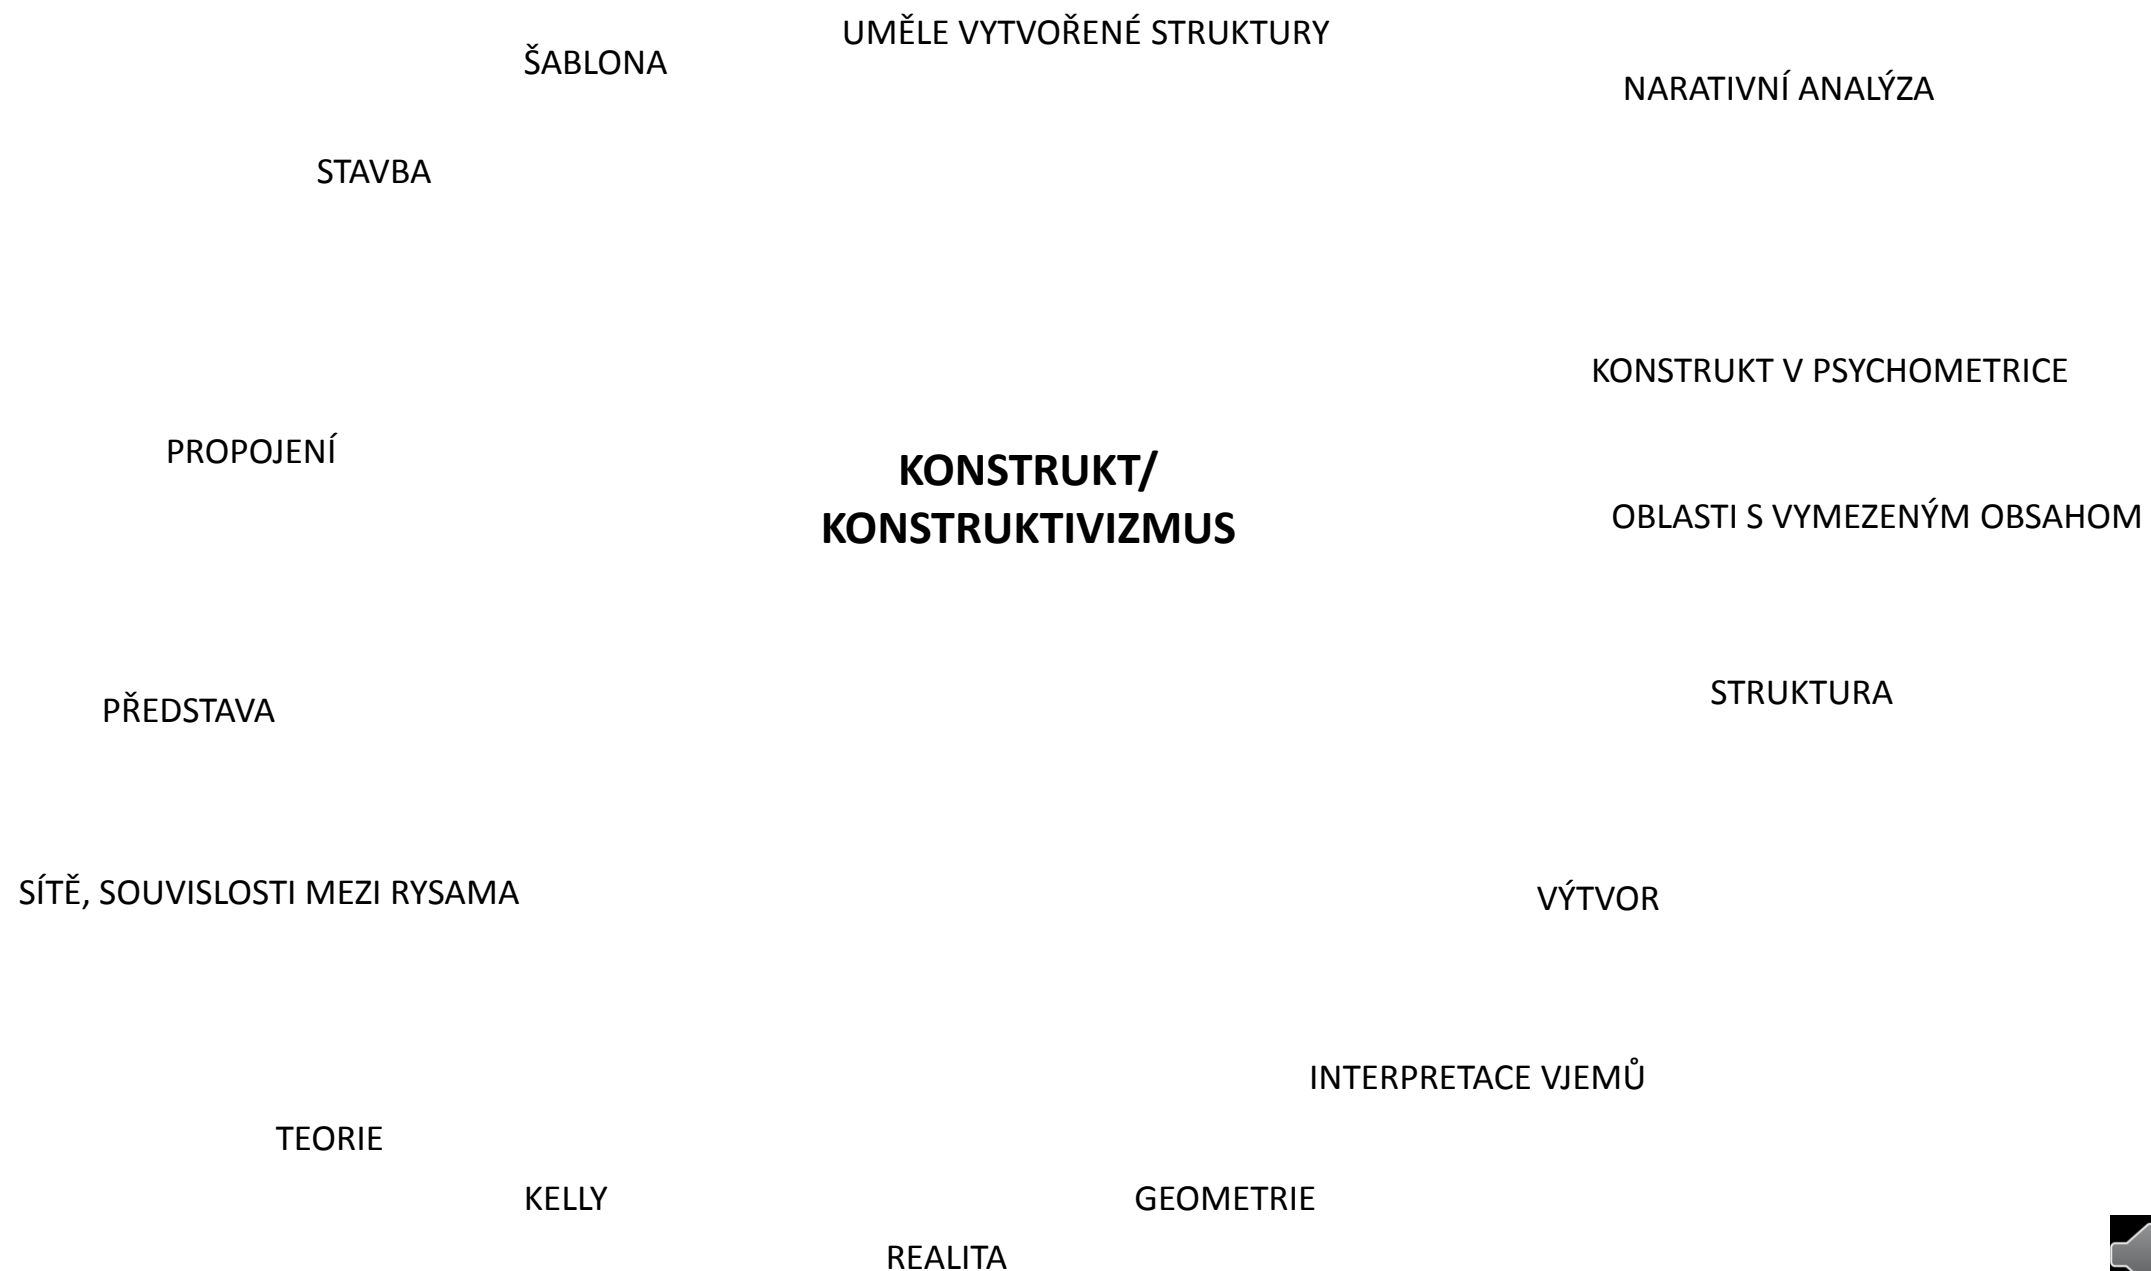 UMĚLE VYTVOŘENÉ STRUKTURY
ŠABLONA
NARATIVNÍ ANALÝZA
STAVBA
KONSTRUKT V PSYCHOMETRICE
PROPOJENÍ
KONSTRUKT/
KONSTRUKTIVIZMUS
OBLASTI S VYMEZENÝM OBSAHOM
STRUKTURA
PŘEDSTAVA
SÍTĚ, SOUVISLOSTI MEZI RYSAMA
VÝTVOR
INTERPRETACE VJEMŮ
TEORIE
KELLY
GEOMETRIE
REALITA